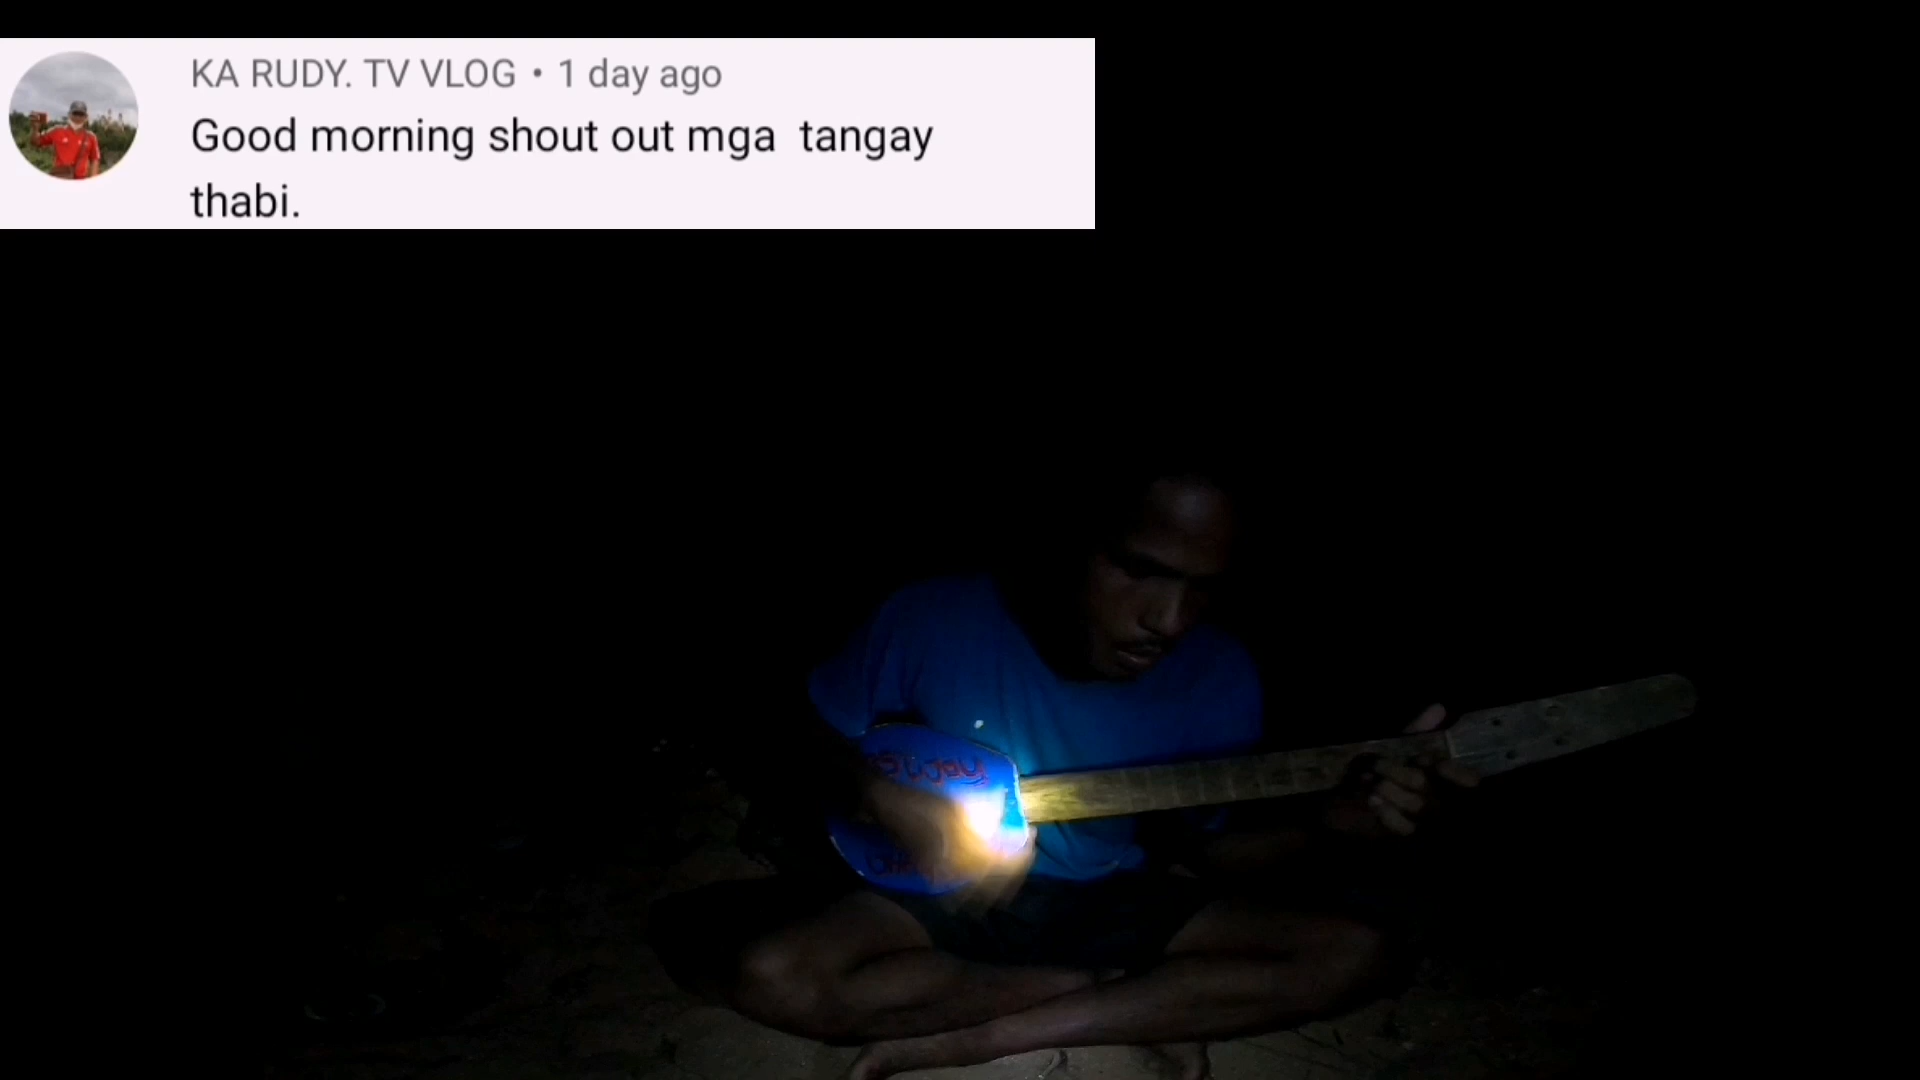 KA RUDY. TV VLOG • 1 day ago
Good morning shout out mga tangay
thabi.